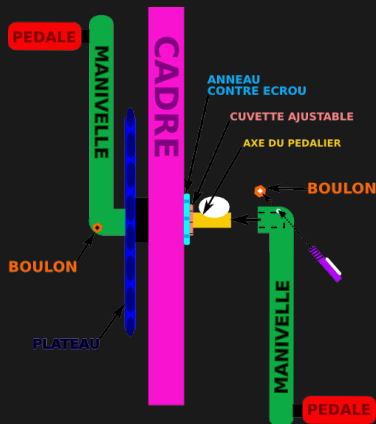 PEDALE
MANIVELLE
CADRE
ANNEAU
CONTRE ECROU
CUVETTE AJUSTABLE
AXE DU PEDALIER
BOULON
BOULON
PLATEAU
MANIVELLE
PEDALE